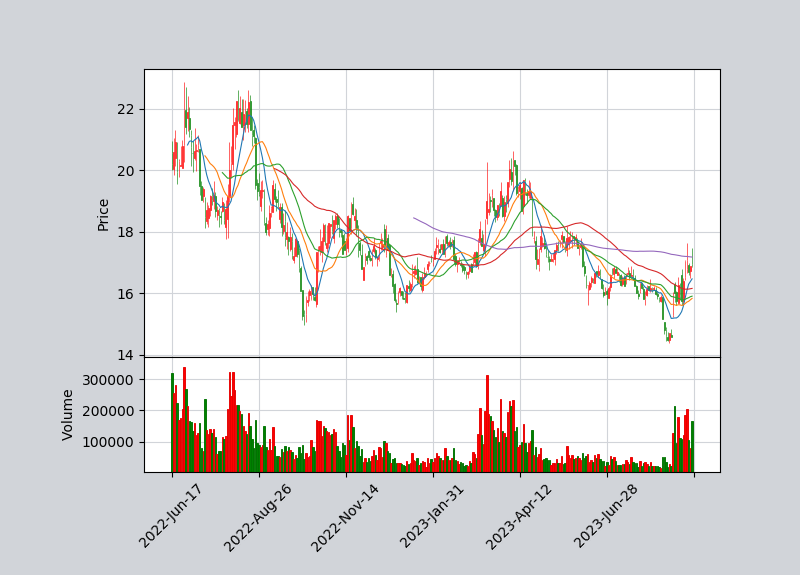 22
20
18
16
14
Price
300000
200000
100000
Volume
2022-Jun-17
2022-Aug-26
2022-Nov-14
2023-Jan-31
2023-Apr-12
2023-Jun-28